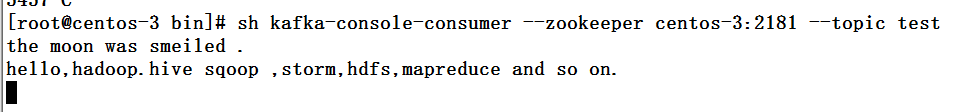 5457 C
[root@centos-3 bin]# sh kafka-console-consumer --zookeeper centos-3:2181 --topic test
the moon was smeiled .
hello,hadoop.hive sqoop ,storm,hdfs,mapreduce and so on.